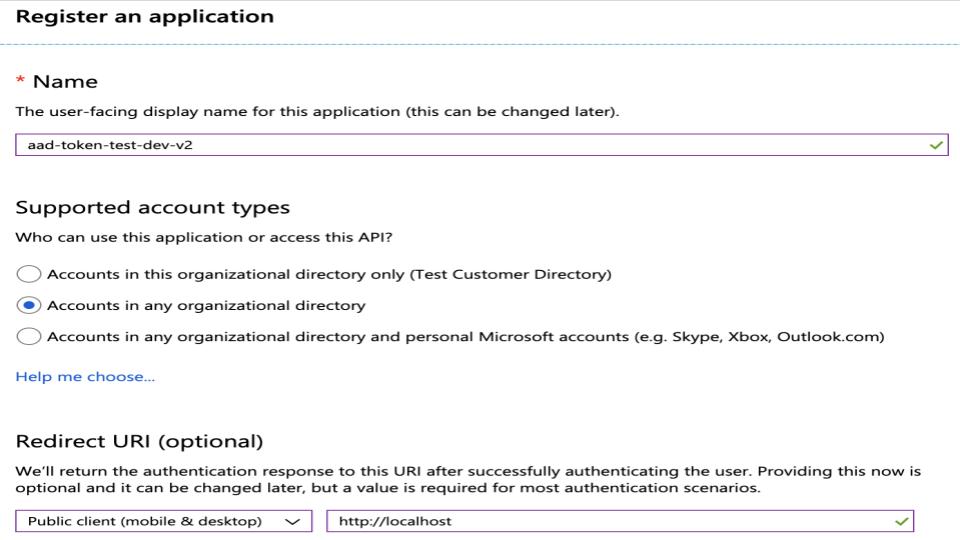 Register an application
* Name
The user-facing display name for this application (this can be changed later).
aad-token-test-dev-v2
Supported account types
Who can use this application or access this API?
Accounts in this organizational directory only (Test Customer Directory)
Accounts in any organizational directory
Accounts in any organizational directory and personal Microsoft accounts (e.g. Skype, Xbox, Outlook.com)
Help me choose...
Redirect URI (optional)
We'll return the authentication response to this URI after successfully authenticating the user. Providing this now is
optional and it can be changed later, but a value is required for most authentication scenarios.
Public client (mobile & desktop) http://localhost